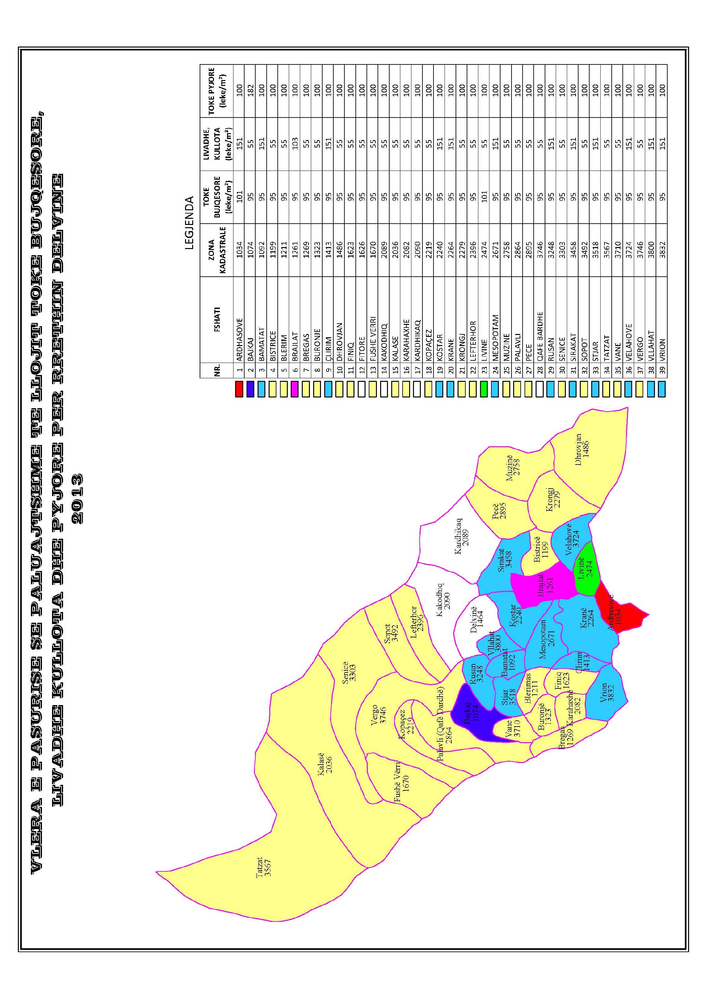 VLERA E PASURISE SE PALUAJTSHME TE LLOJIT TOKE BUJQESORE,
LIVADHE KULLOTA DHE PYJORE PER RRETHIN DELVINE
2013
LEGJENDA
NR. FSHATI ZONA KADASTRALE TOKE BUJQESORE (leke/m²) LIVADHE, KULLOTA (leke/m²) TOKE PYJORE (leke/m²)
1 ARDHASOVE 1034 101 151 100
2 BAJKAJ 1074 95 55 182
3 BAMATAT 1092 95 151 100
4 BISTRICE 1199 95 55 100
5 BLERIM 1211 95 55 100
6 BRAJLAT 1261 95 103 100
7 BREGAS 1269 95 55 100
8 BURONJE 1323 95 55 100
9 ÇLIRIM 1413 95 151 100
10 DHROVJAN 1486 95 55 100
11 FINIQ 1623 95 55 100
12 FITORE 1626 95 55 100
13 FUSHE VERRI 1670 95 55 100
14 KAKODHIQ 2089 95 55 100
15 KALASE 2036 95 55 100
16 KARAHAXHE 2082 95 55 100
17 KARDHIKAQ 2090 95 55 100
18 KOPAÇEZ 2219 95 55 100
19 KOSTAR 2240 95 151 100
20 KRANE 2264 95 151 100
21 KRONGJ 2279 95 55 100
22 LEFTERHOR 2396 95 55 100
23 LIVINE 2474 101 55 100
24 MESOPOTAM 2671 95 151 100
25 MUZINE 2758 95 55 100
26 PALAVLI 2864 95 55 100
27 PECE 2895 95 55 100
28 QAFE BARDHE 3746 95 55 100
29 RUSAN 3248 95 151 100
30 SENICE 3303 95 55 100
31 SIRAKAT 3458 95 151 100
32 SOPOT 3492 95 55 100
33 STJAR 3518 95 151 100
34 TATZAT 3567 95 55 100
35 VANE 3710 95 55 100
36 VELAHOVE 3724 95 151 100
37 VERGO 3746 95 55 100
38 VLLAHAT 3800 95 151 100
39 VRION 3832 95 151 100
Tatzat
3567
Kalasë
2036
Senicë
3303
Vergo
3746
Sopot
3492
Lefterhor
2396
Fushë Vërri
1670
Kopaçez
2219
Palavli (Qafë Dardhë)
2864
Kakodhiq
2090
Kardhikaq
2089
Delvinë
1464
Bajkaj
1074
Rusan
3248
Vllahat
3800
Bamatat
1092
Stjar
3518
Vane
3710
Kostar
2240
Sirakat
3458
Pecë
2895
Muzinë
2758
Blerimas
1211
Buronjë
1323
Mesopotam
2671
Brajlat
1261
Bistricë
1199
Krongj
2279
Finiq
1623
Karahaxhë
2082
Bregas
1269
Çlirim
1413
Kranë
2264
Livinë
2474
Velahovë
3724
Dhrovjan
1486
Vrion
3832
Ardhasovë
1034